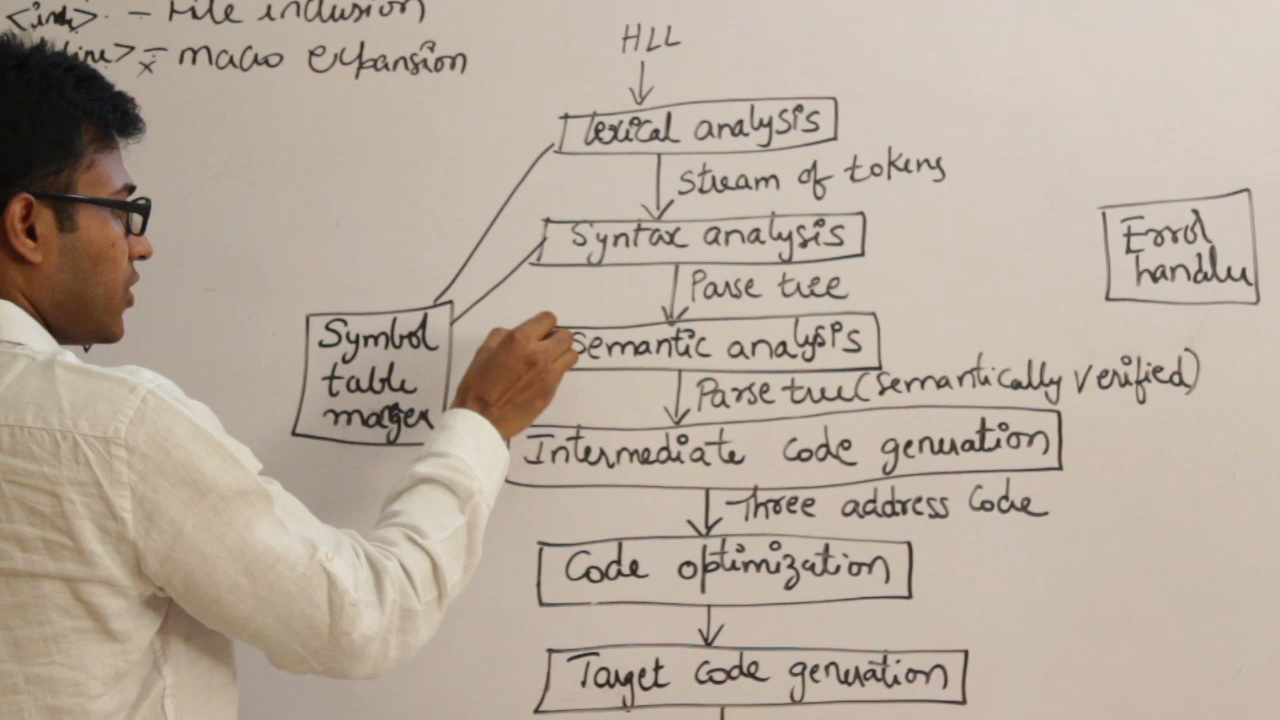 - File inclusion
- macro expansion
HLL
lexical analysis
Stream of tokens
Syntax analysis
Parse tree
Semantic analysis
Parse tree (Semantically verified)
Intermediate code generation
Three address code
Code optimization
Target code generation
Symbol
table
manger
Error
handler